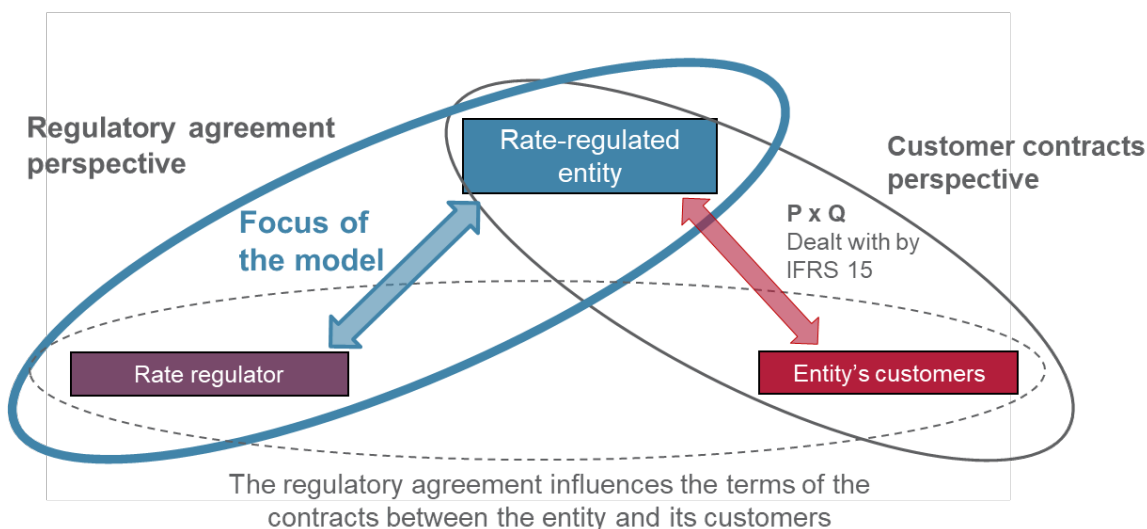 Regulatory agreement
perspective
Rate-regulated
entity
Customer contracts
perspective
Focus of
the model
P x Q
Dealt with by
IFRS 15
Rate regulator
Entity’s customers
The regulatory agreement influences the terms of the
contracts between the entity and its customers